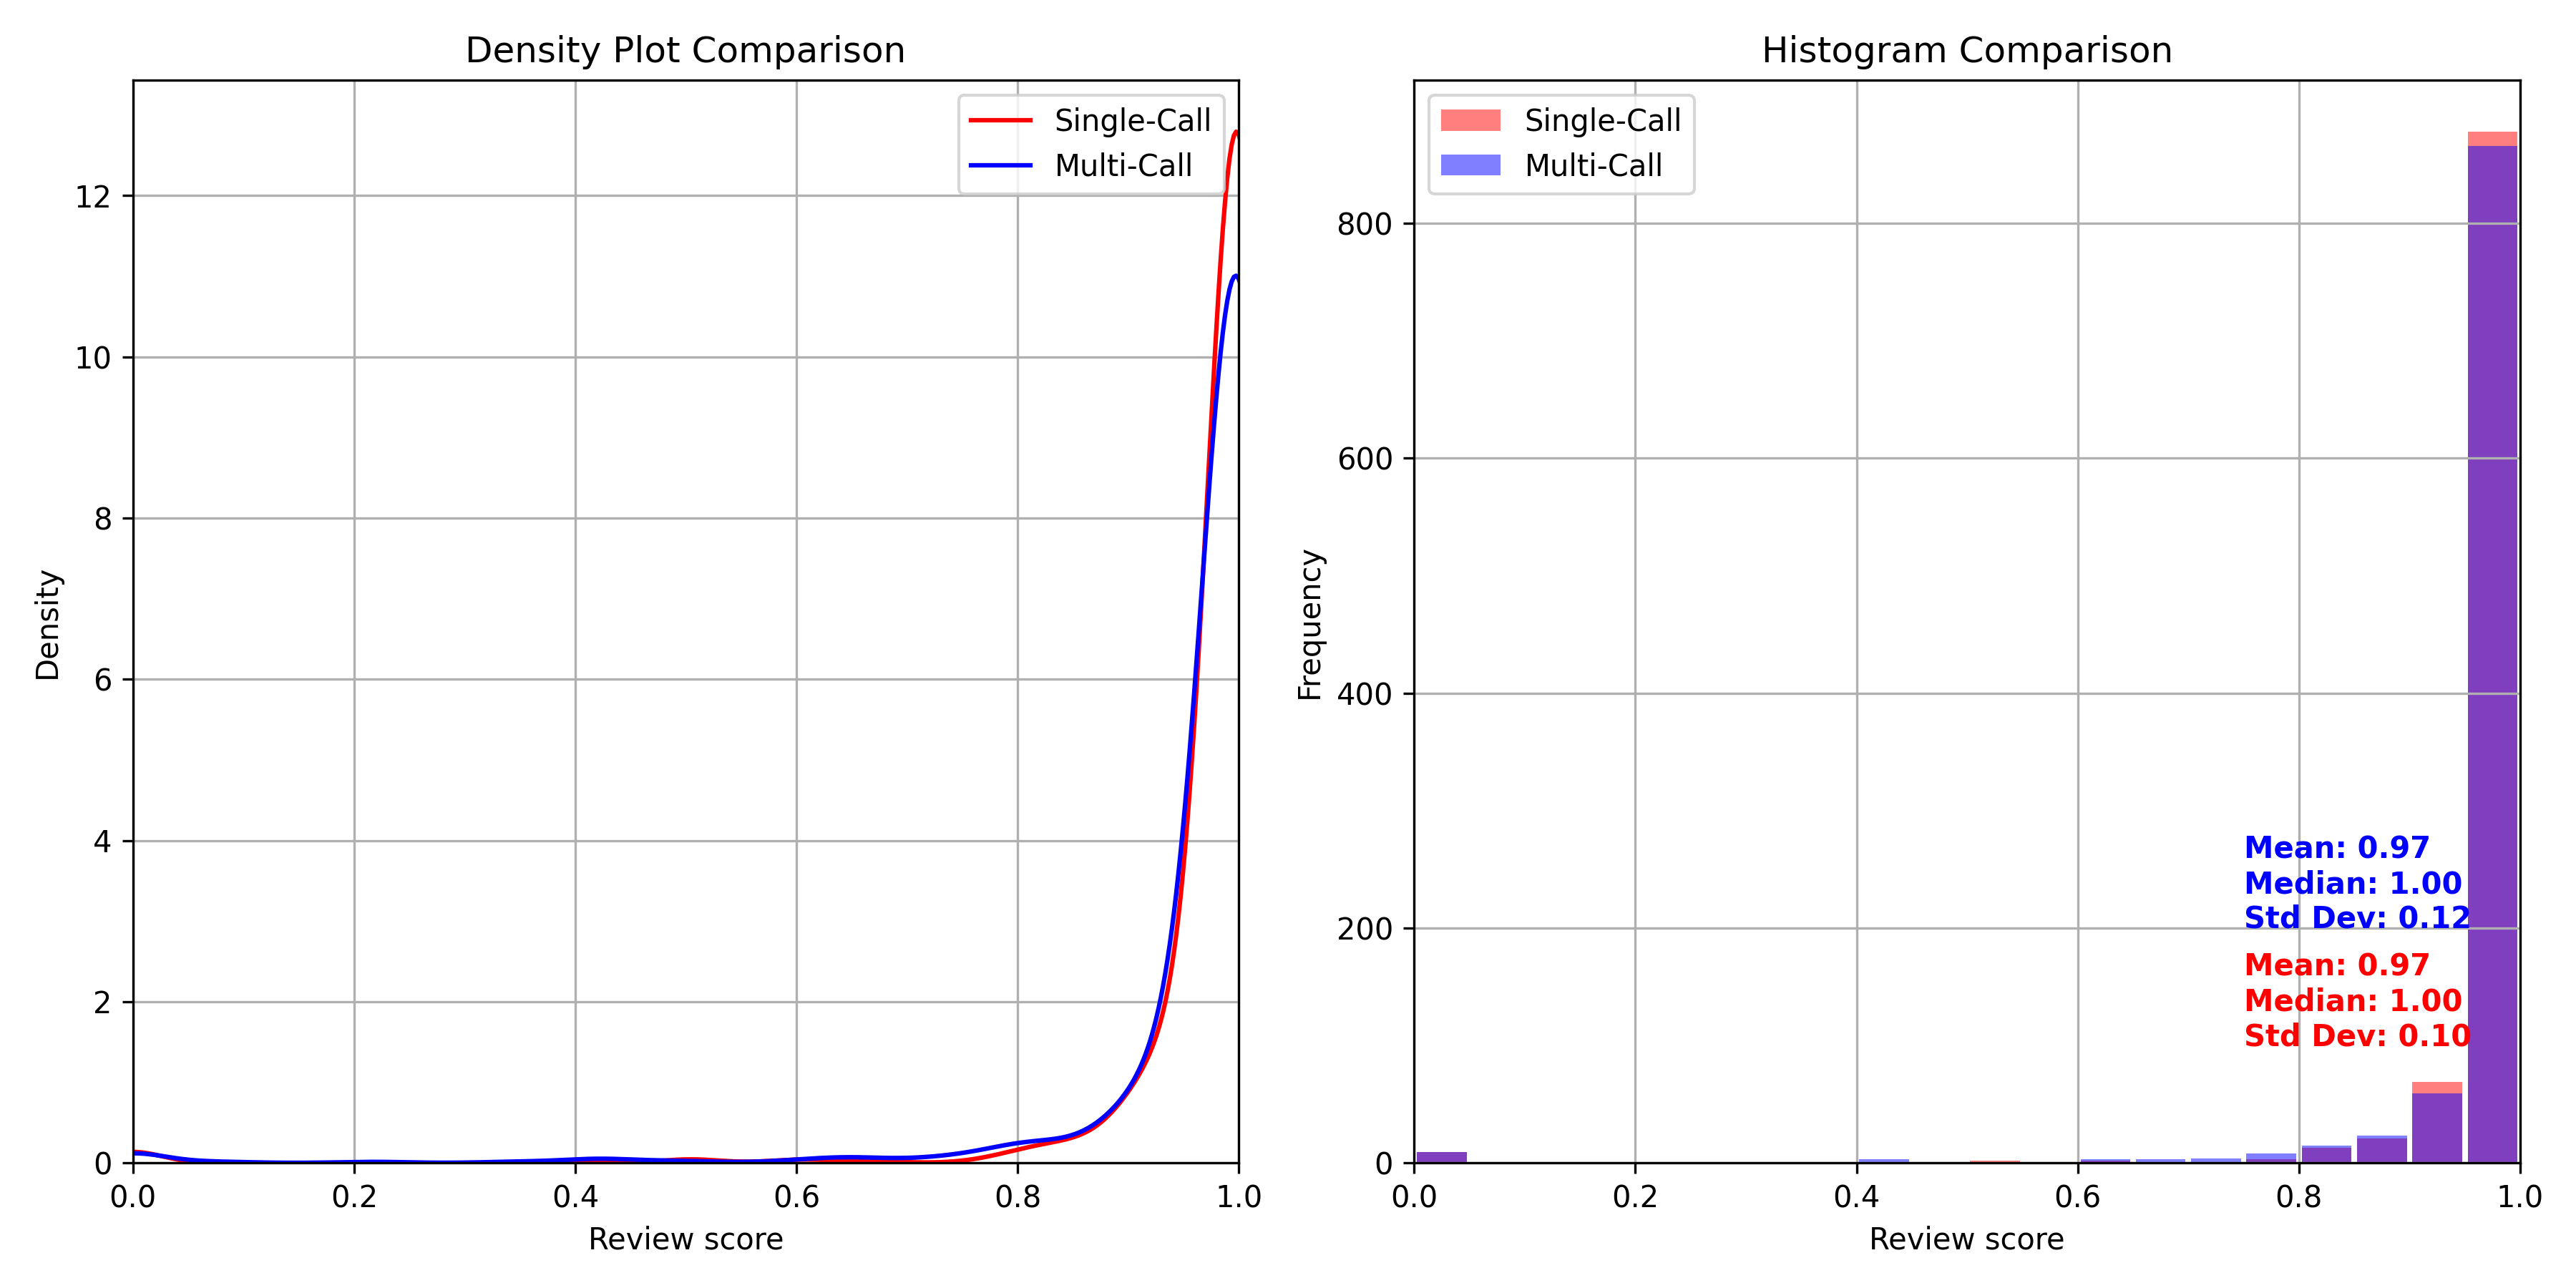 Density Plot Comparison
Single-Call
Multi-Call
12
10
8
6
4
2
0
Density
0.0 0.2 0.4 0.6 0.8 1.0
Review score
Histogram Comparison
Single-Call
Multi-Call
800
600
400
200
0
Frequency
Mean: 0.97
Median: 1.00
Std Dev: 0.12
Mean: 0.97
Median: 1.00
Std Dev: 0.10
0.0 0.2 0.4 0.6 0.8 1.0
Review score